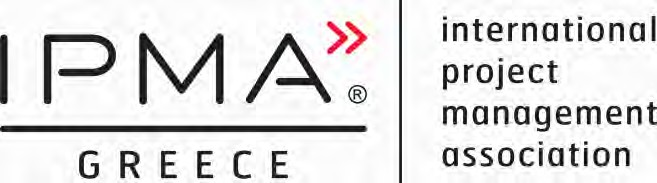 IPMA®
GREECE
international
project
management
association